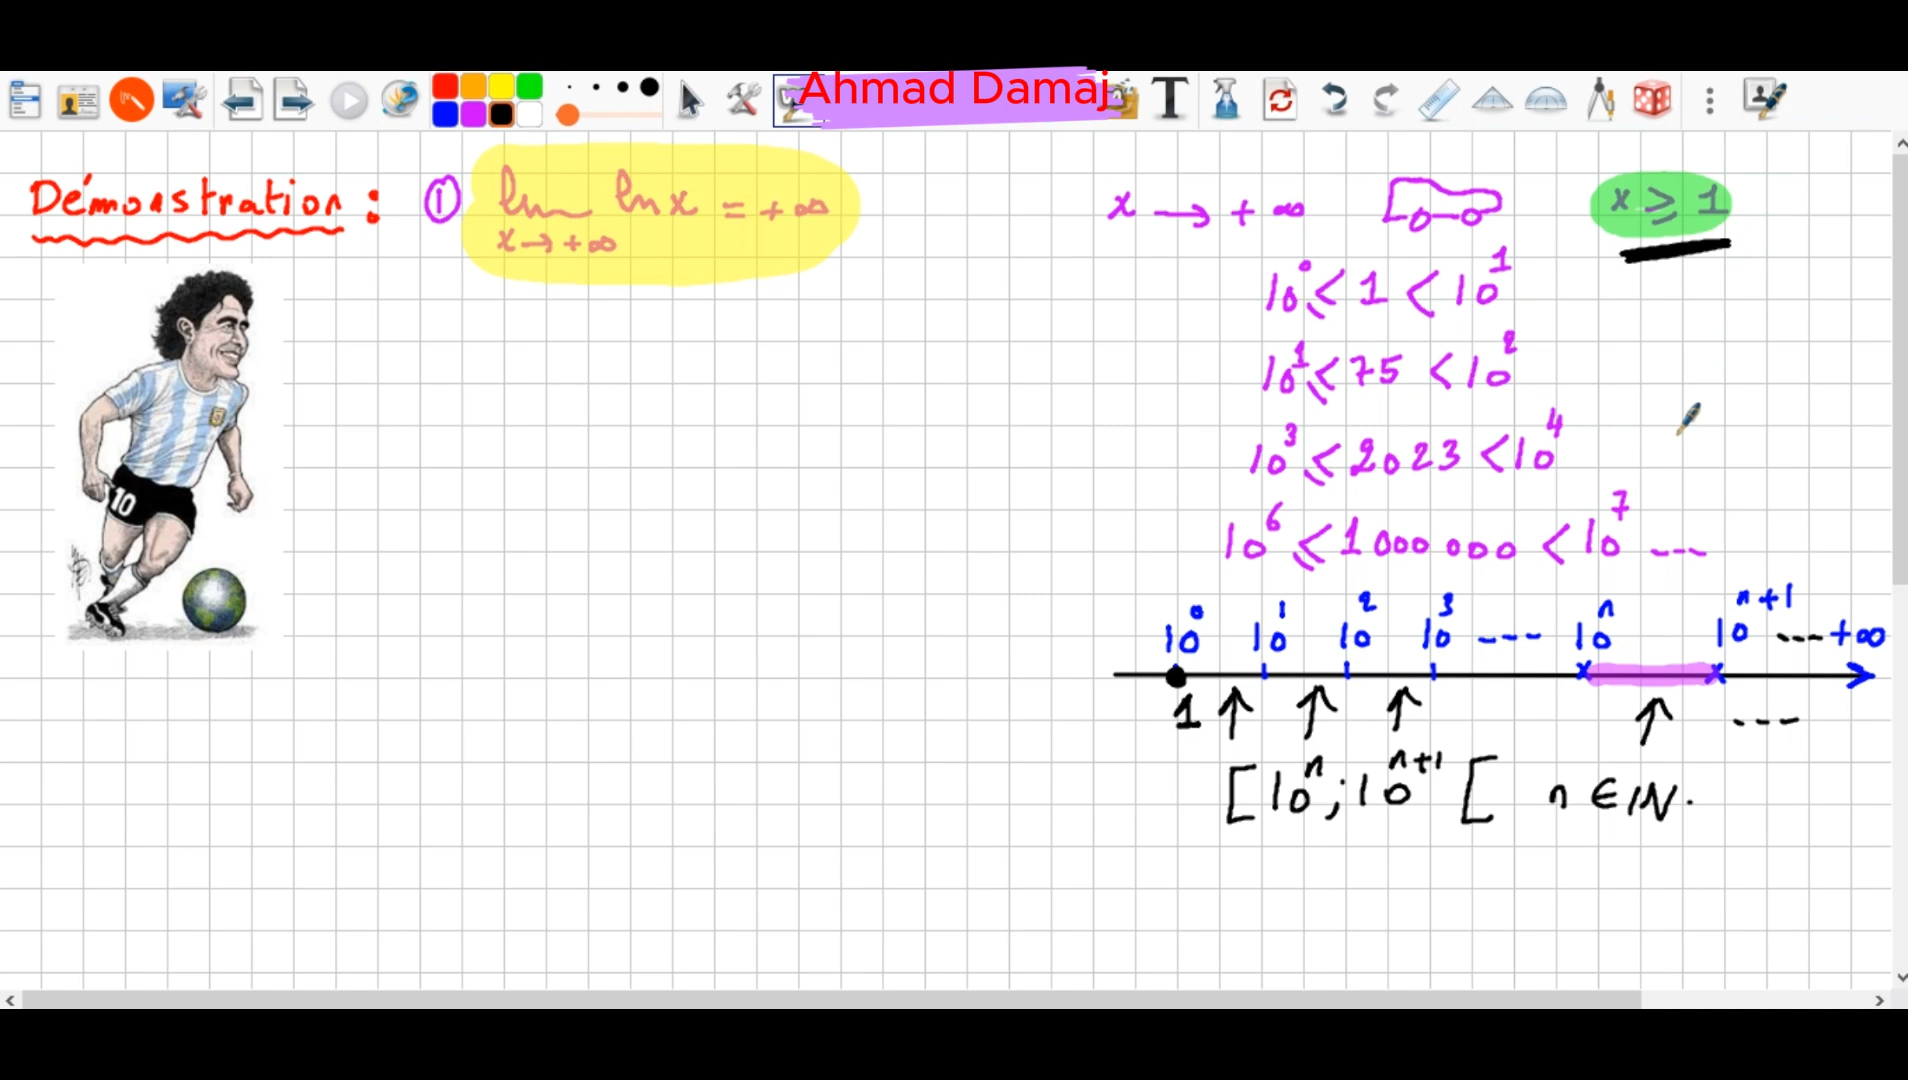 Ahmad Damaj
T
Démonstration : ① lim ln x = +∞
x → +∞
x → +∞
x ⩾ 1
10⁰ ⩽ 1 < 10¹
10¹ ⩽ 75 < 10²
10³ ⩽ 2023 < 10⁴
10⁶ ⩽ 1 000 000 < 10⁷ ---
10⁰ 10¹ 10² 10³ ---- 10ⁿ 10ⁿ⁺¹ --- +∞
1 ---
[10ⁿ ; 10ⁿ⁺¹[ n ∈ IN.
10